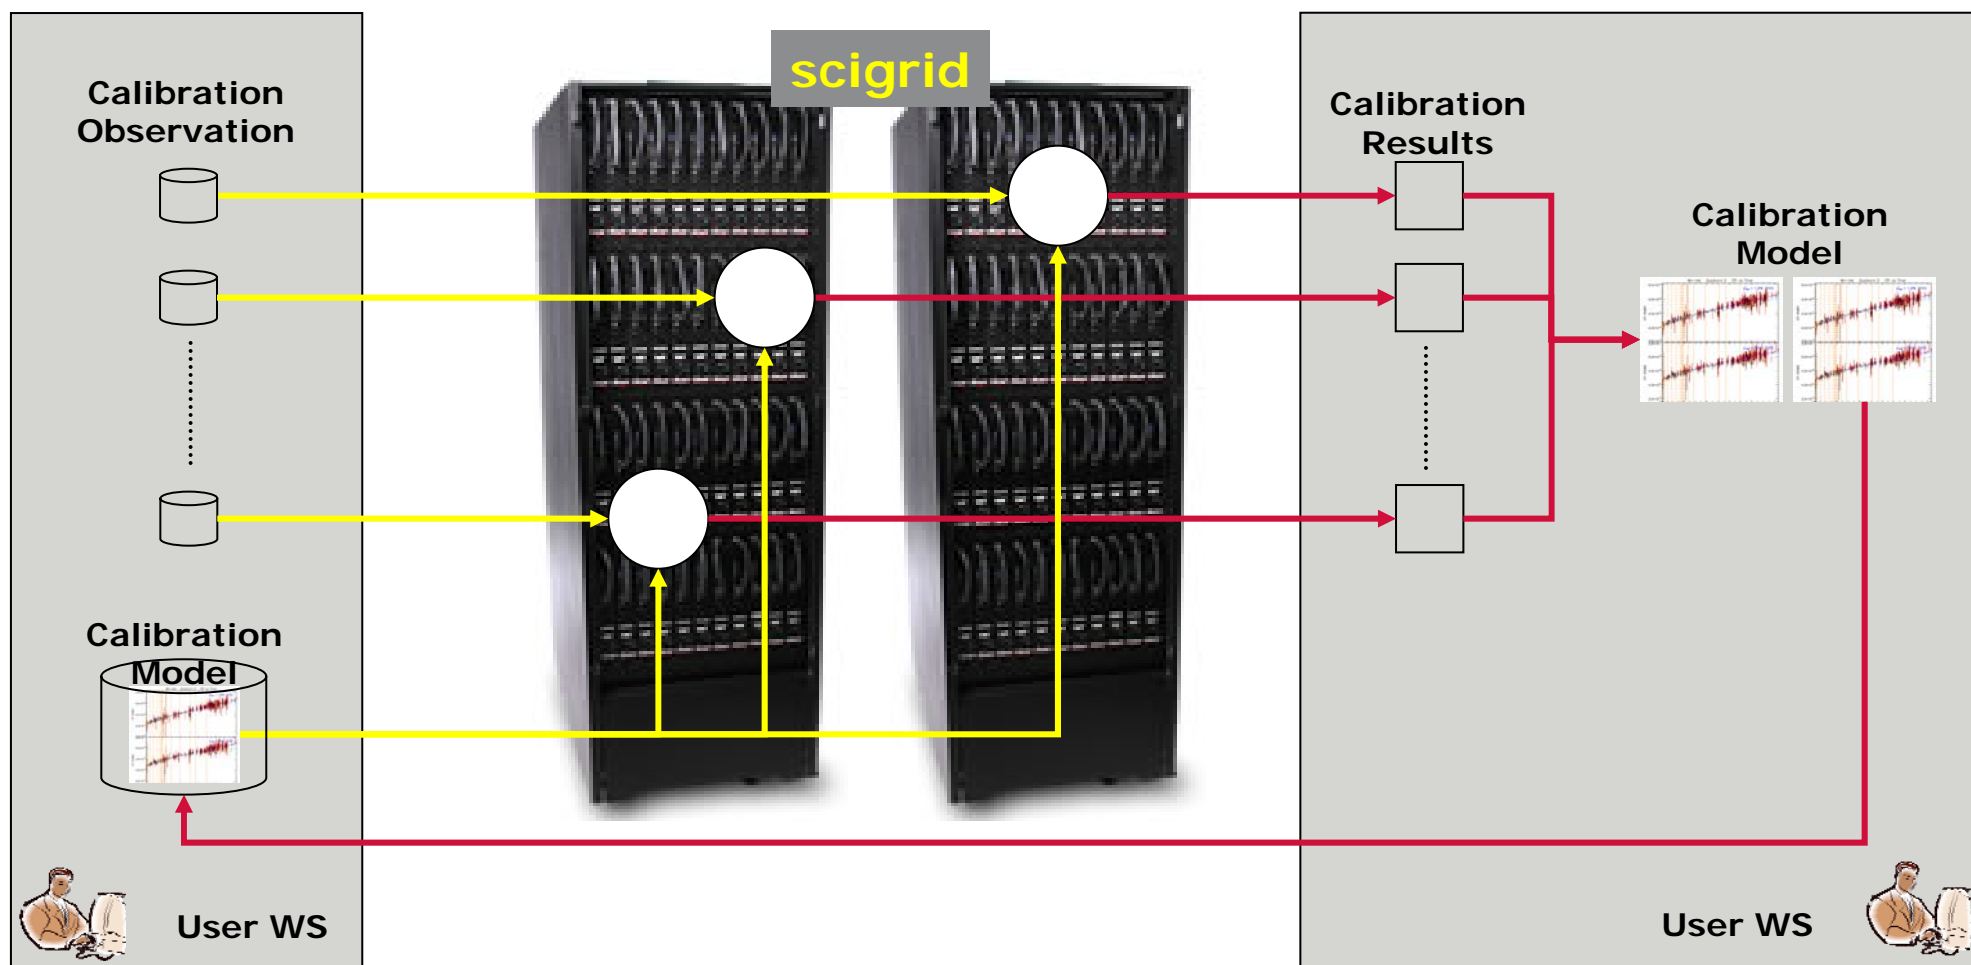 scigrid
Calibration
Observation
Calibration
Model
User WS
Calibration
Results
Calibration
Model
User WS